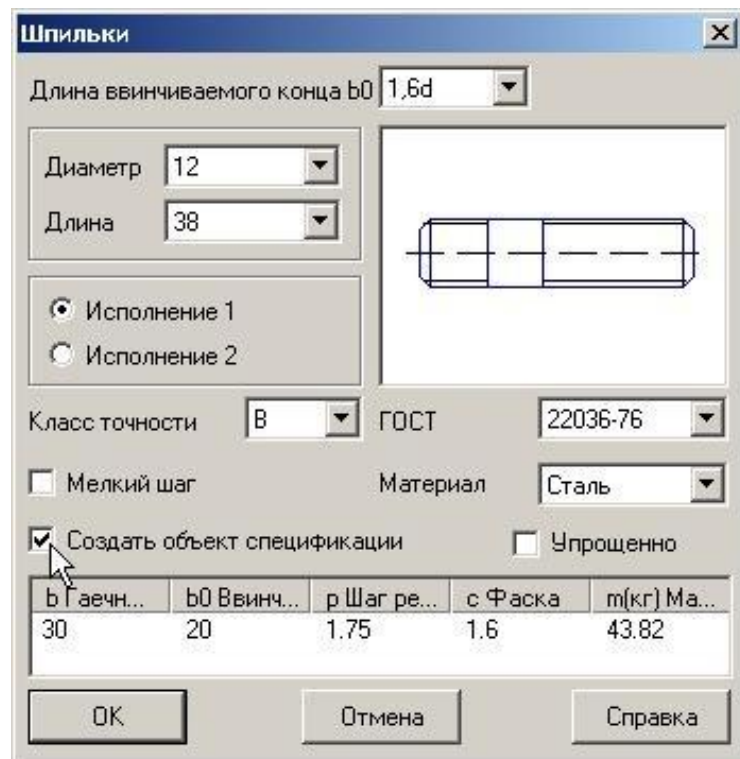 Шпильки
Длина ввинчиваемого конца b0 1,6d
Диаметр 12
Длина 38
Исполнение 1
Исполнение 2
Класс точности B ГОСТ 22036-76
Мелкий шаг Материал Сталь
Создать объект спецификации Упрощенно
b Гаечн... b0 Ввинч... p Шаг ре... c Фаска m(кг) Ма...
30 20 1.75 1.6 43.82
OK Отмена Справка